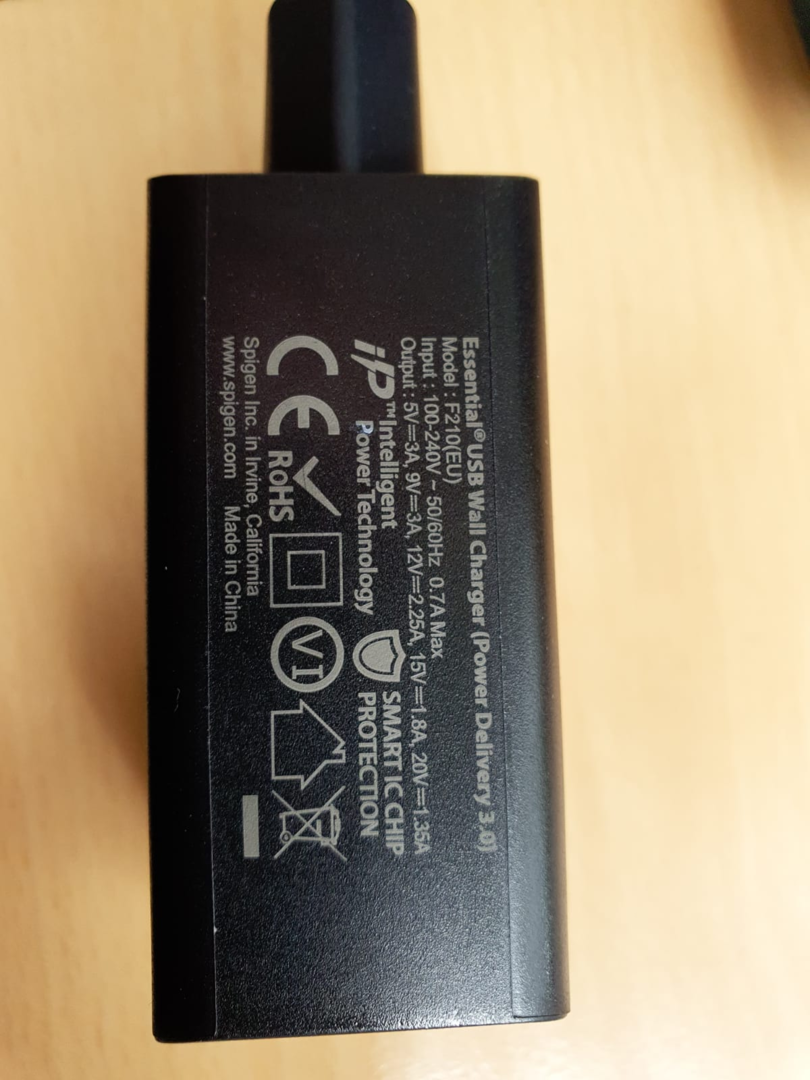 Essential® USB Wall Charger (Power Delivery 3.0)
Model : F210(EU)
Input : 100-240V ~ 50/60Hz 0.7A Max
Output : 5V⎓3A, 9V⎓3A, 12V⎓2.25A, 15V⎓1.8A, 20V⎓1.35A
iP™ Intelligent
Power Technology
SMART IC CHIP
PROTECTION
CE
RoHS
VI
Spigen Inc. in Irvine, California
www.spigen.com Made in China